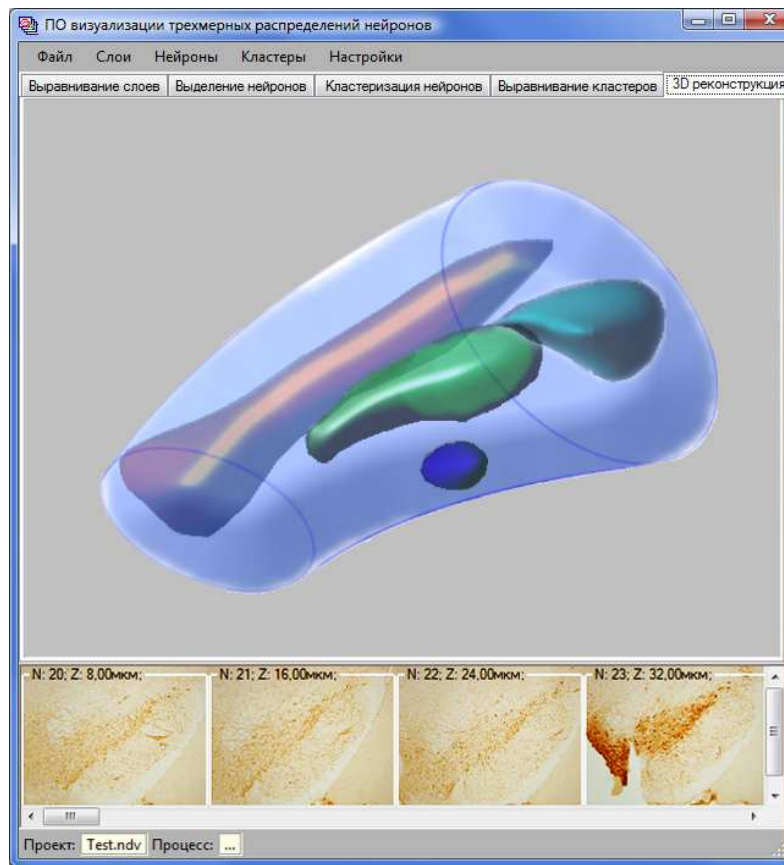 ПО визуализации трехмерных распределений нейронов
Файл Слои Нейроны Кластеры Настройки
Выравнивание слоев Выделение нейронов Кластеризация нейронов Выравнивание кластеров 3D реконструкция
N: 20; Z: 8,00мкм; N: 21; Z: 16,00мкм; N: 22; Z: 24,00мкм; N: 23; Z: 32,00мкм;
Проект: Test.ndv Процесс: ...